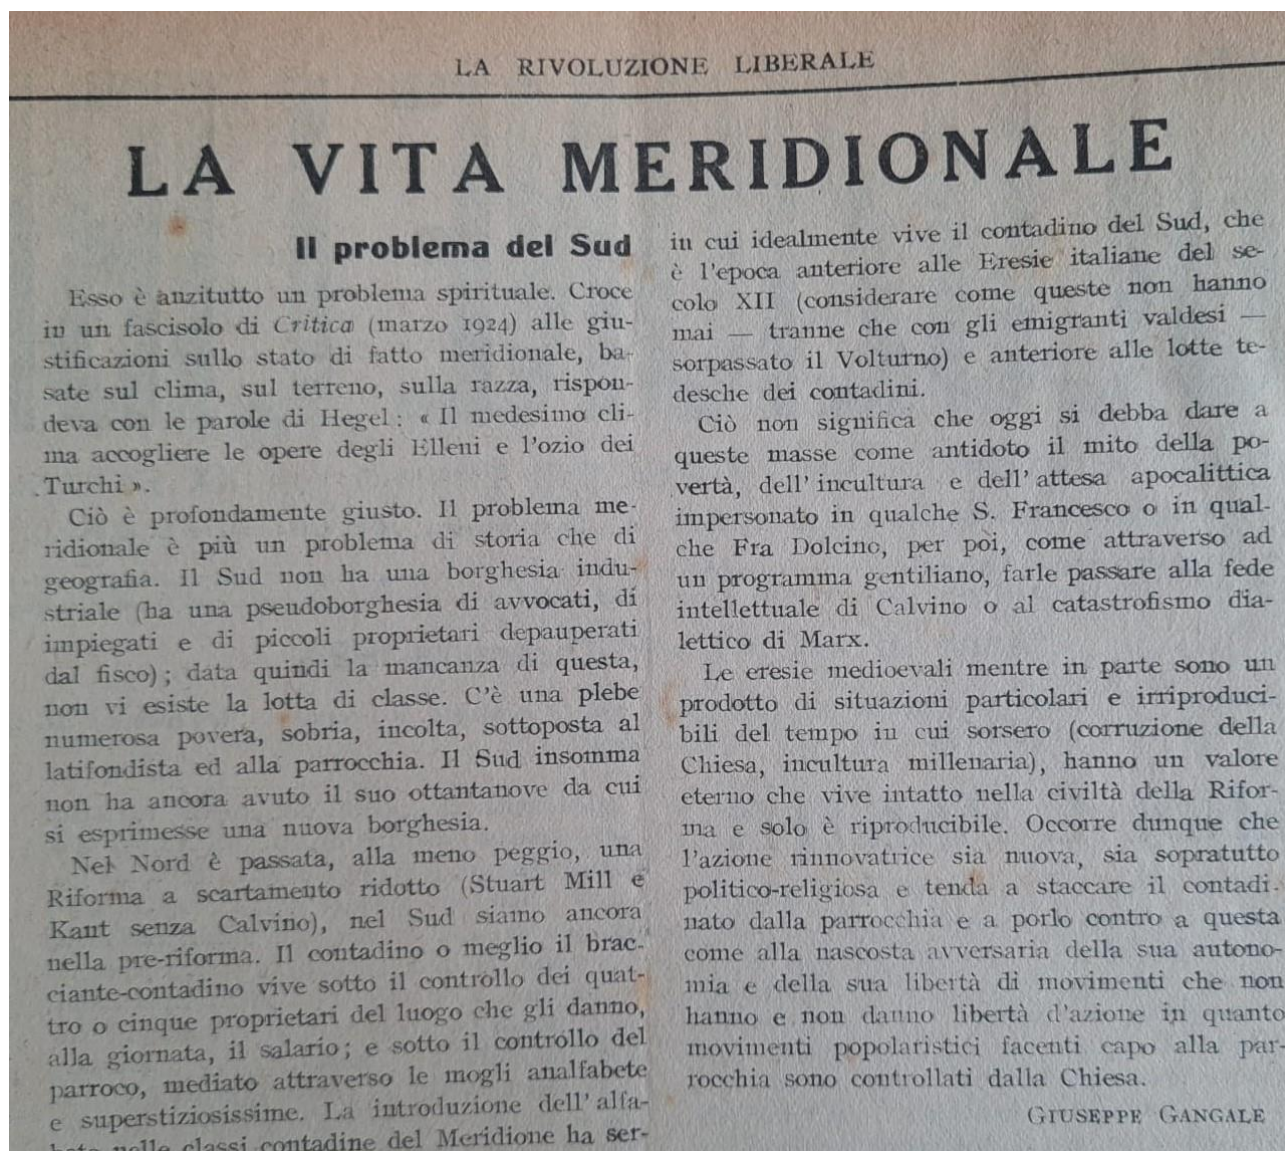 LA RIVOLUZIONE LIBERALE
LA VITA MERIDIONALE
Il problema del Sud
Esso è anzitutto un problema spirituale. Croce
in un fascisolo di Critica (marzo 1924) alle giu-
stificazioni sullo stato di fatto meridionale, ba-
sate sul clima, sul terreno, sulla razza, rispon-
deva con le parole di Hegel: « Il medesimo cli-
ma accogliere le opere degli Elleni e l'ozio dei
Turchi ».
Ciò è profondamente giusto. Il problema me-
ridionale è più un problema di storia che di
geografia. Il Sud non ha una borghesia indu-
striale (ha una pseudoborghesia di avvocati, di
impiegati e di piccoli proprietari depauperati
dal fisco); data quindi la mancanza di questa,
non vi esiste la lotta di classe. C'è una plebe
numerosa povera, sobria, incolta, sottoposta al
latifondista ed alla parrocchia. Il Sud insomma
non ha ancora avuto il suo ottantanove da cui
si esprimesse una nuova borghesia.
Nel Nord è passata, alla meno peggio, una
Riforma a scartamento ridotto (Stuart Mill e
Kant senza Calvino), nel Sud siamo ancora
nella pre-riforma. Il contadino o meglio il brac-
ciante-contadino vive sotto il controllo dei quat-
tro o cinque proprietari del luogo che gli danno,
alla giornata, il salario; e sotto il controllo del
parroco, mediato attraverso le mogli analfabete
e superstiziosissime. La introduzione dell'alfa-
beto nelle classi contadine del Meridione ha ser-
in cui idealmente vive il contadino del Sud, che
è l'epoca anteriore alle Eresie italiane del se-
colo XII (considerare come queste non hanno
mai — tranne che con gli emigranti valdesi —
sorpassato il Volturno) e anteriore alle lotte te-
desche dei contadini.
Ciò non significa che oggi si debba dare a
queste masse come antidoto il mito della po-
vertà, dell'incultura e dell'attesa apocalittica
impersonato in qualche S. Francesco o in qual-
che Fra Dolcino, per poi, come attraverso ad
un programma gentiliano, farle passare alla fede
intellettuale di Calvino o al catastrofismo dia-
lettico di Marx.
Le eresie medioevali mentre in parte sono un
prodotto di situazioni particolari e irriproduci-
bili del tempo in cui sorsero (corruzione della
Chiesa, incultura millenaria), hanno un valore
eterno che vive intatto nella civiltà della Rifor-
ma e solo è riproducibile. Occorre dunque che
l'azione rinnovatrice sia nuova, sia sopratutto
politico-religiosa e tenda a staccare il contadi-
nato dalla parrocchia e a porlo contro a questa
come alla nascosta avversaria della sua autono-
mia e della sua libertà di movimenti che non
hanno e non danno libertà d'azione in quanto
movimenti popolaristici facenti capo alla par-
rocchia sono controllati dalla Chiesa.
GIUSEPPE GANGALE